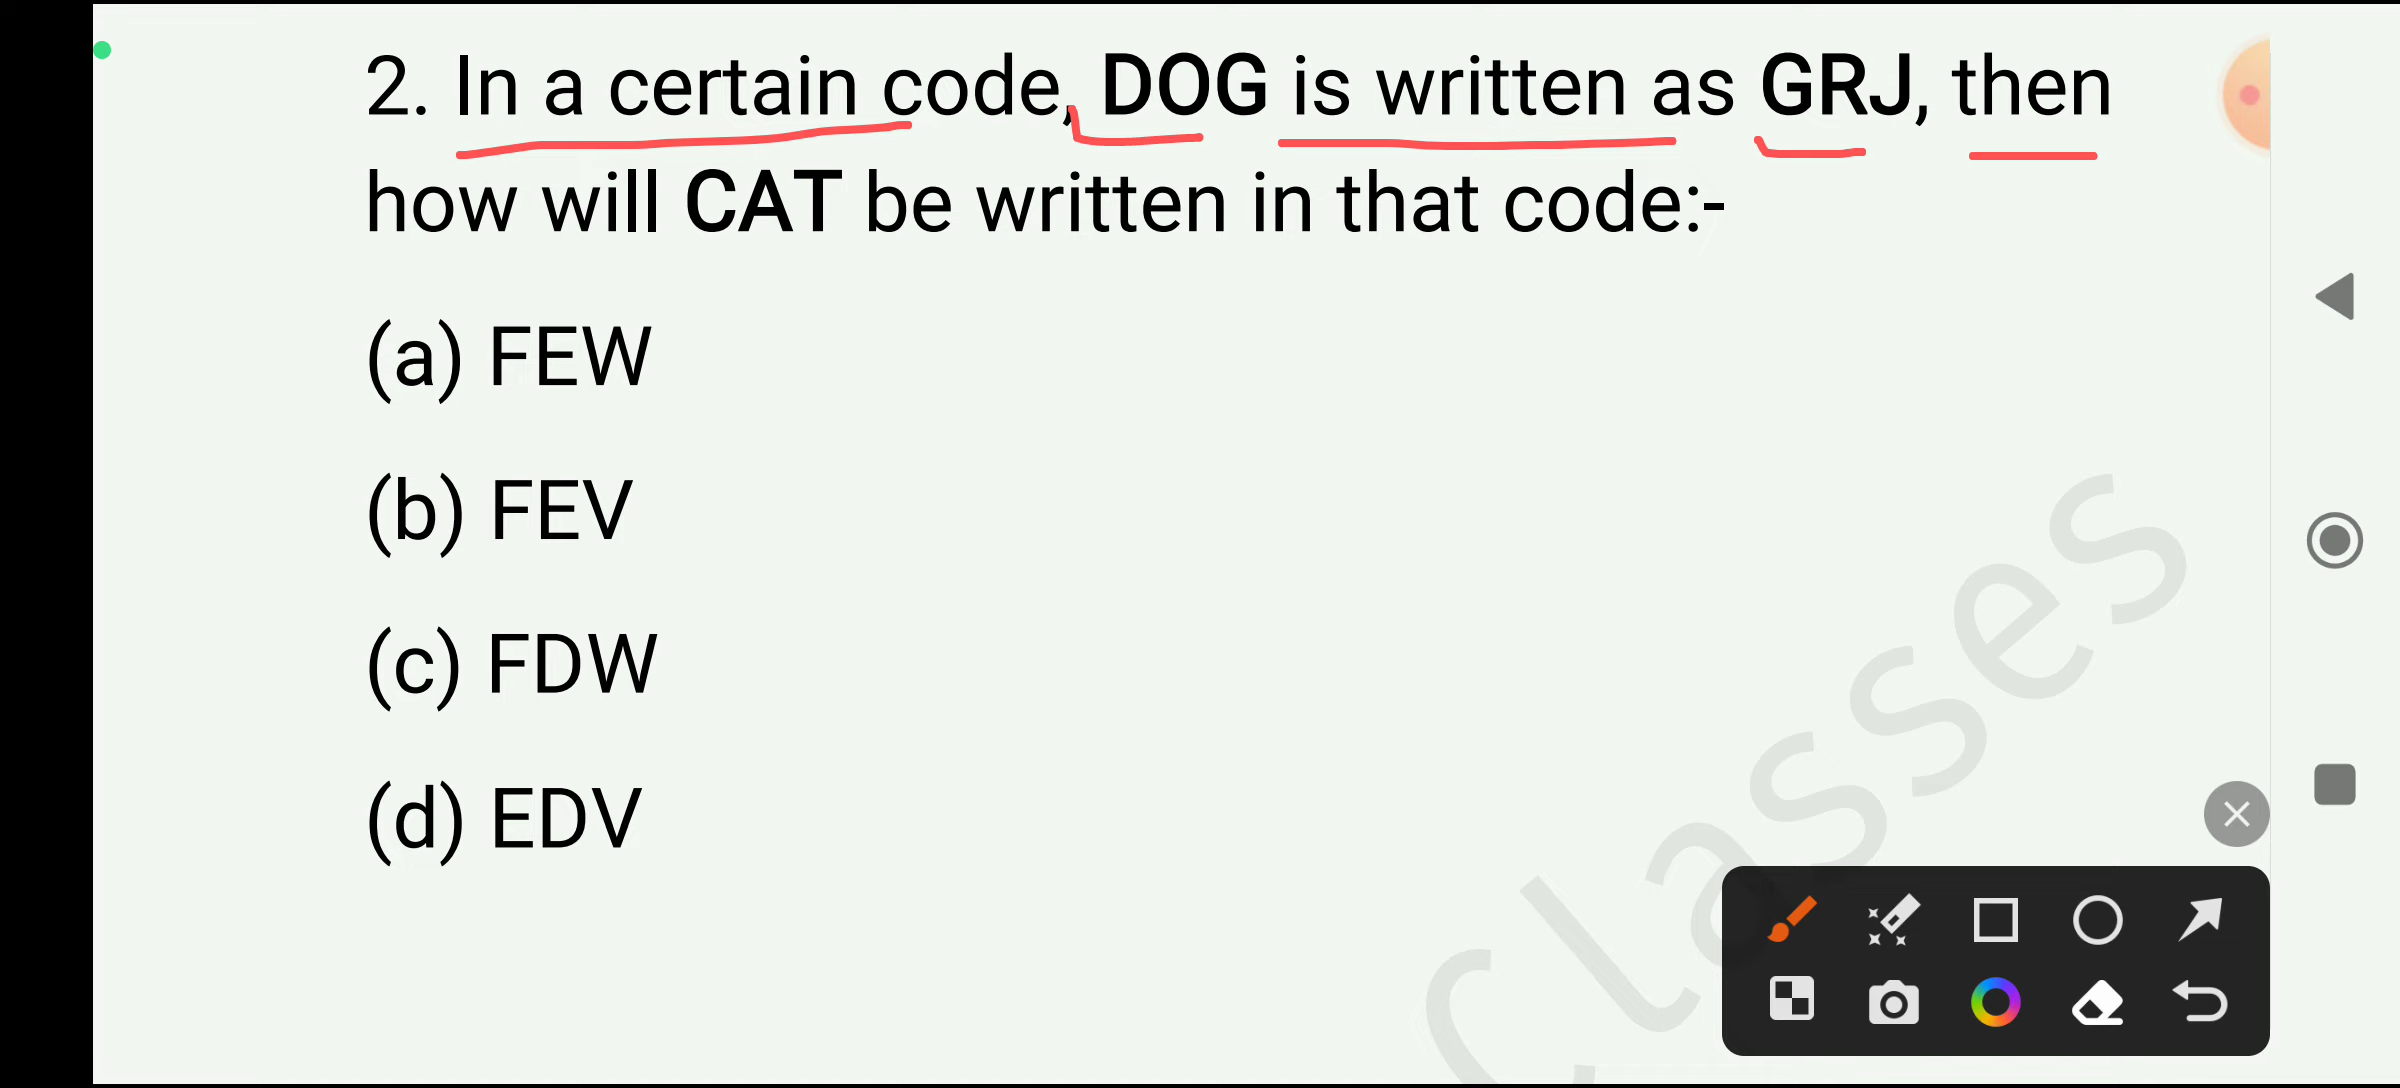 2. In a certain code, DOG is written as GRJ, then
how will CAT be written in that code:-
(a) FEW
(b) FEV
(c) FDW
(d) EDV
Classes